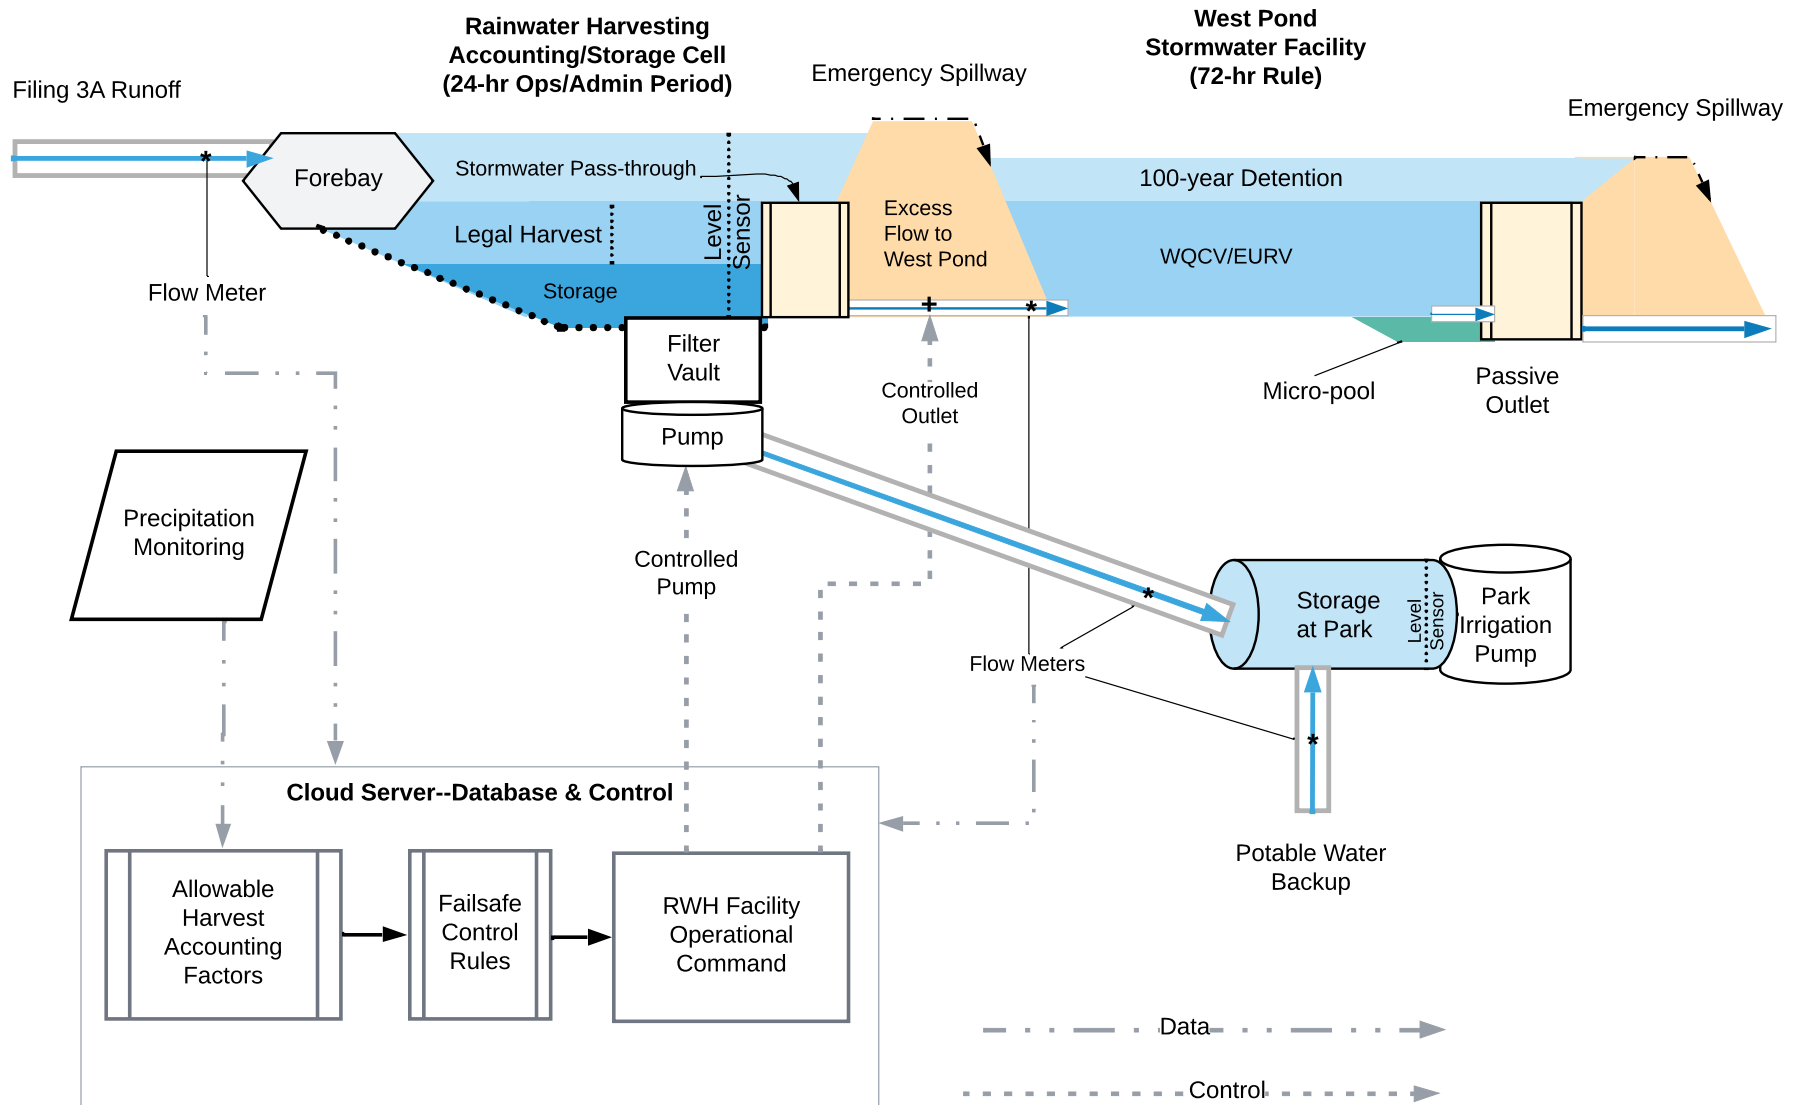 Rainwater Harvesting
Accounting/Storage Cell
(24-hr Ops/Admin Period)
West Pond
Stormwater Facility
(72-hr Rule)
Emergency Spillway
Emergency Spillway
Filing 3A Runoff
Forebay
Stormwater Pass-through
100-year Detention
Legal Harvest
Level
Sensor
Excess
Flow to
West Pond
WQCV/EURV
Storage
Flow Meter
Filter
Vault
Pump
Controlled
Outlet
Micro-pool
Passive
Outlet
Precipitation
Monitoring
Controlled
Pump
Storage
at Park
Level
Sensor
Park
Irrigation
Pump
Flow Meters
Potable Water
Backup
Cloud Server--Database & Control
Allowable
Harvest
Accounting
Factors
Failsafe
Control
Rules
RWH Facility
Operational
Command
Data
Control